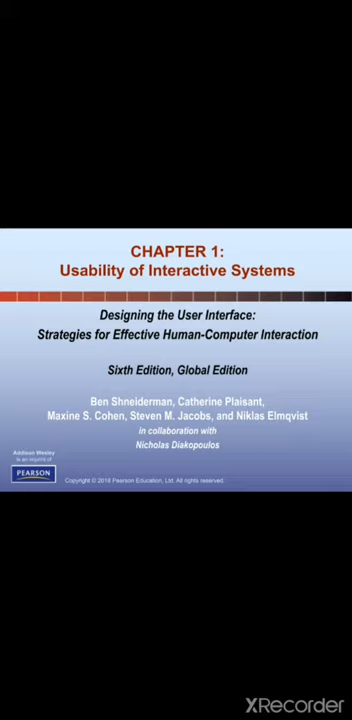 CHAPTER 1:
Usability of Interactive Systems
Designing the User Interface:
Strategies for Effective Human-Computer Interaction
Sixth Edition, Global Edition
Ben Shneiderman, Catherine Plaisant,
Maxine S. Cohen, Steven M. Jacobs, and Niklas Elmqvist
in collaboration with
Nicholas Diakopoulos
Addison Wesley
is an imprint of
PEARSON
Copyright © 2018 Pearson Education, Ltd. All rights reserved.
XRecorder